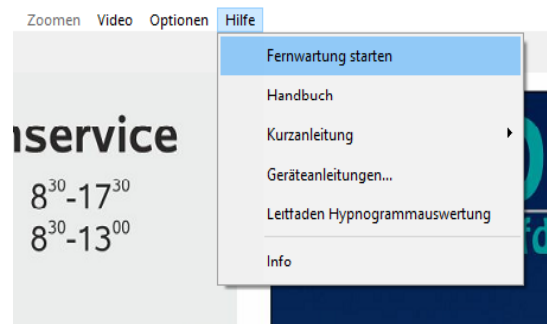 Zoomen Video Optionen Hilfe
Fernwartung starten
Handbuch
Kurzanleitung
Geräteanleitungen...
Leitfaden Hypnogrammauswertung
Info
nservice
8³⁰-17³⁰
8³⁰-13⁰⁰